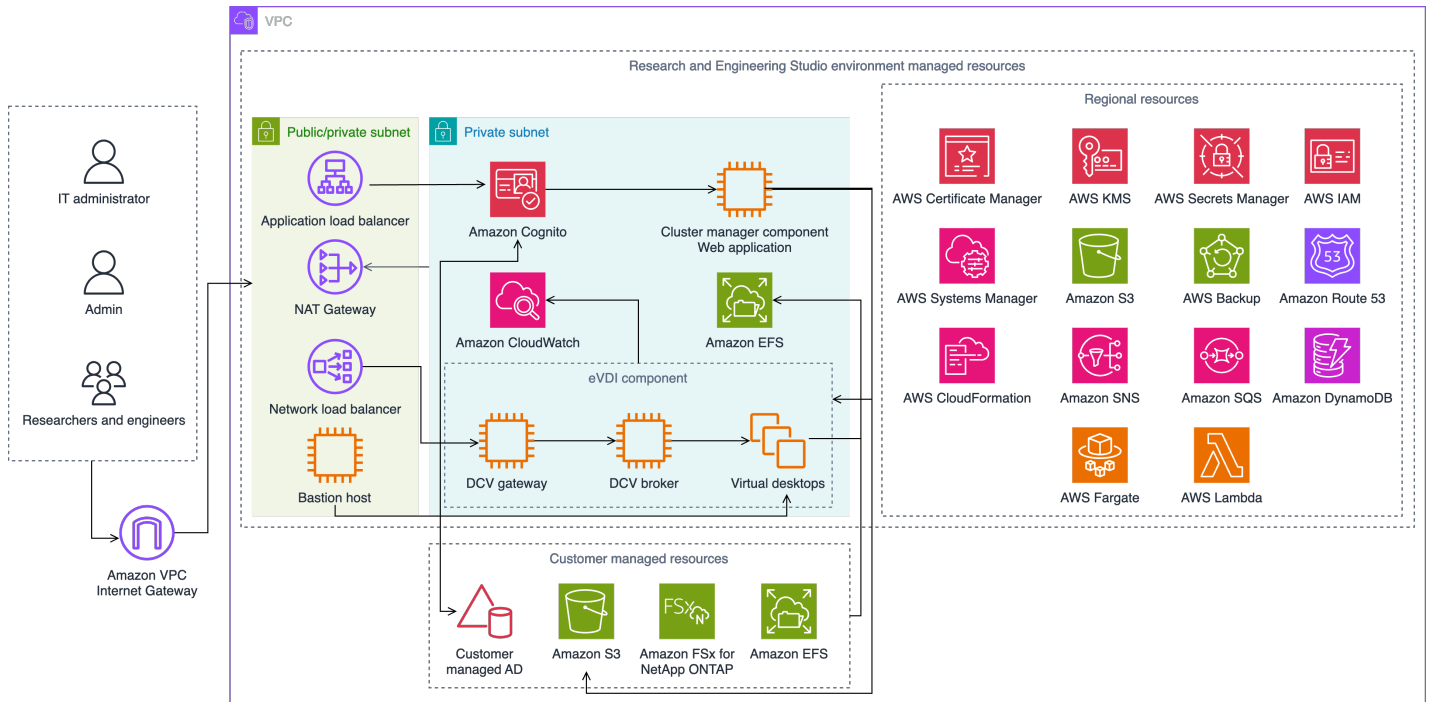 VPC
Research and Engineering Studio environment managed resources
IT administrator
Admin
Researchers and engineers
Amazon VPC
Internet Gateway
Public/private subnet
Application load balancer
NAT Gateway
Network load balancer
Bastion host
Private subnet
Amazon Cognito
Cluster manager component
Web application
Amazon CloudWatch
Amazon EFS
eVDI component
DCV gateway
DCV broker
Virtual desktops
Customer managed resources
Customer
managed AD
Amazon S3
FSx
N
Amazon FSx for
NetApp ONTAP
Amazon EFS
Regional resources
AWS Certificate Manager
AWS KMS
AWS Secrets Manager
AWS IAM
AWS Systems Manager
Amazon S3
AWS Backup
53
Amazon Route 53
AWS CloudFormation
Amazon SNS
Amazon SQS
Amazon DynamoDB
AWS Fargate
AWS Lambda